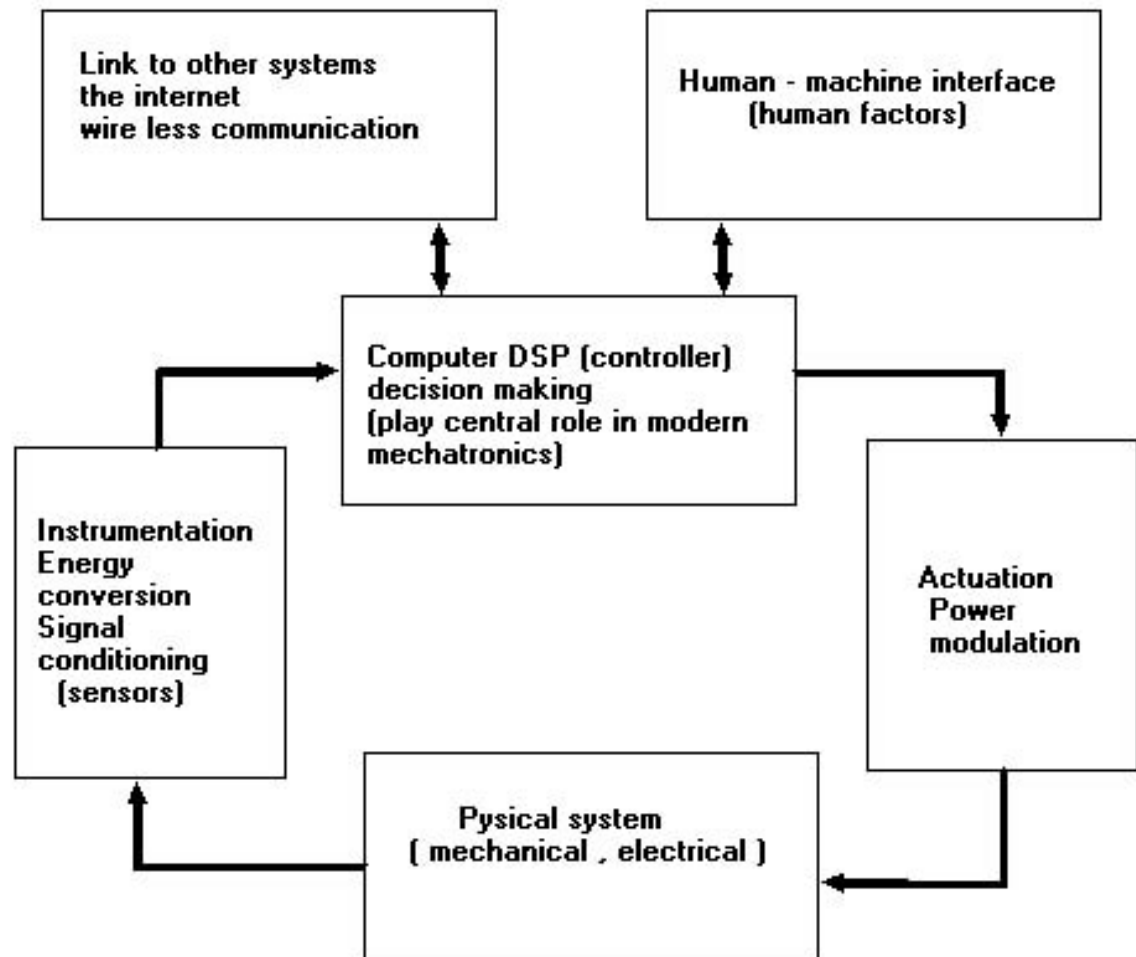 Link to other systems
the internet
wire less communication
Human - machine interface
(human factors)
Computer DSP (controller)
decision making
(play central role in modern
mechatronics)
Instrumentation
Energy
conversion
Signal
conditioning
(sensors)
Actuation
Power
modulation
Pysical system
( mechanical , electrical )